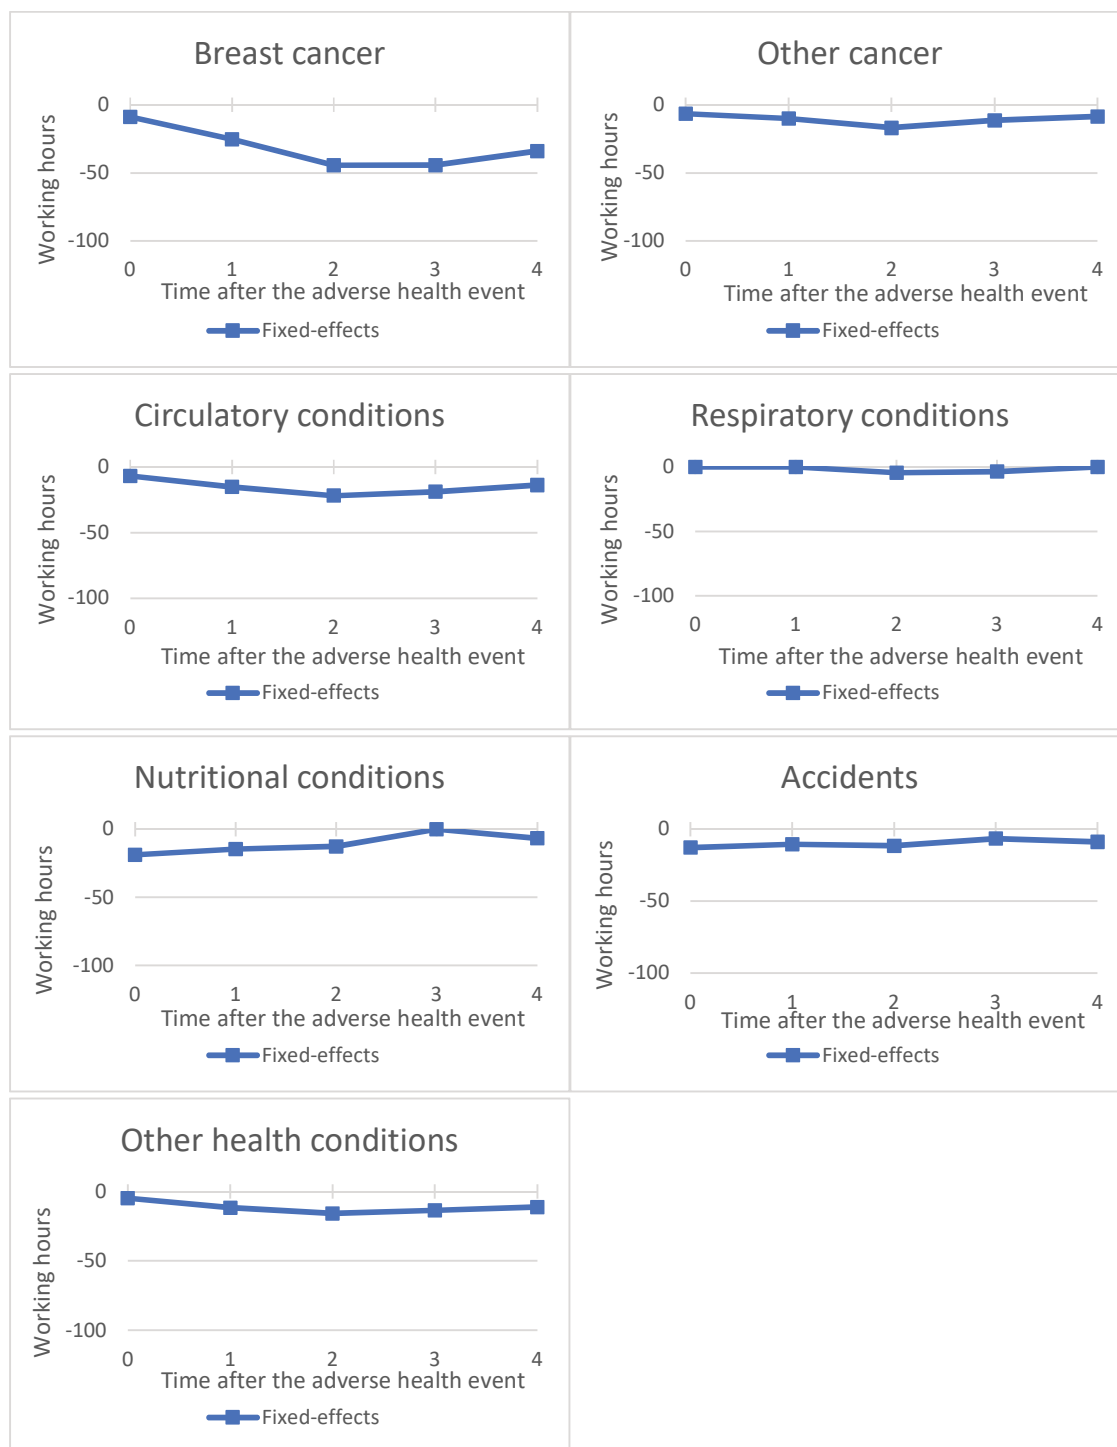 Breast cancer
Working hours
0
-50
-100
0 1 2 3 4
Time after the adverse health event
Fixed-effects
Other cancer
Working hours
0
-50
-100
0 1 2 3 4
Time after the adverse health event
Fixed-effects
Circulatory conditions
Working hours
0
-50
-100
0 1 2 3 4
Time after the adverse health event
Fixed-effects
Respiratory conditions
Working hours
0
-50
-100
0 1 2 3 4
Time after the adverse health event
Fixed-effects
Nutritional conditions
Working hours
0
-50
-100
0 1 2 3 4
Time after the adverse health event
Fixed-effects
Accidents
Working hours
0
-50
-100
0 1 2 3 4
Time after the adverse health event
Fixed-effects
Other health conditions
Working hours
0
-50
-100
0 1 2 3 4
Time after the adverse health event
Fixed-effects